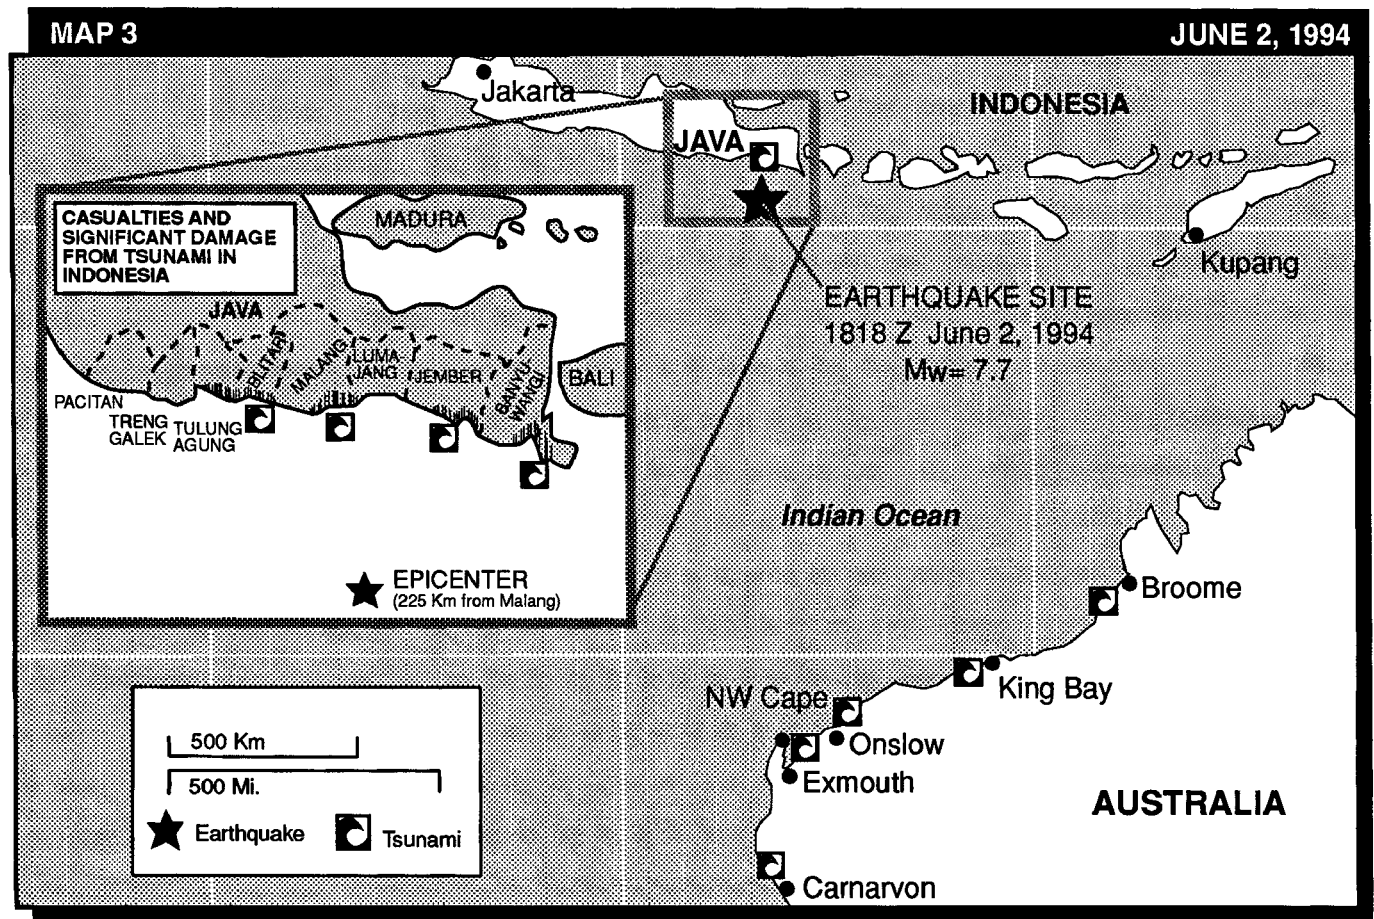 MAP 3
JUNE 2, 1994
Jakarta
INDONESIA
JAVA
Kupang
EARTHQUAKE SITE
1818 Z June 2, 1994
Mw= 7.7
CASUALTIES AND
SIGNIFICANT DAMAGE
FROM TSUNAMI IN
INDONESIA
MADURA
JAVA
BLITAR
MALANG
LUMA
JANG
JEMBER
BANYU
WANGI
BALI
PACITAN
TRENG
GALEK
TULUNG
AGUNG
EPICENTER
(225 Km from Malang)
Indian Ocean
Broome
King Bay
NW Cape
Onslow
Exmouth
AUSTRALIA
Carnarvon
500 Km
500 Mi.
Earthquake
Tsunami